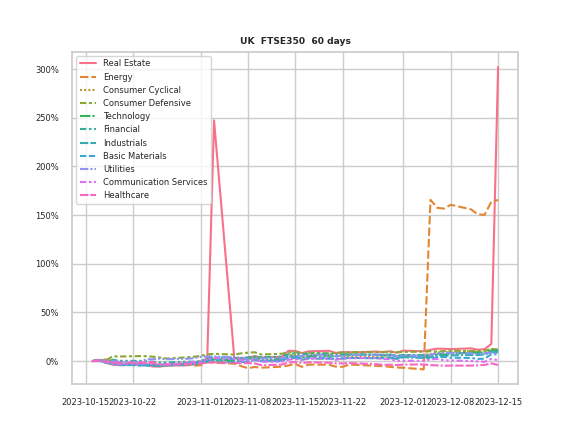 UK FTSE350 60 days
300%
250%
200%
150%
100%
50%
0%
Real Estate
Energy
Consumer Cyclical
Consumer Defensive
Technology
Financial
Industrials
Basic Materials
Utilities
Communication Services
Healthcare
2023-10-15 2023-10-22 2023-11-01 2023-11-08 2023-11-15 2023-11-22 2023-12-01 2023-12-08 2023-12-15